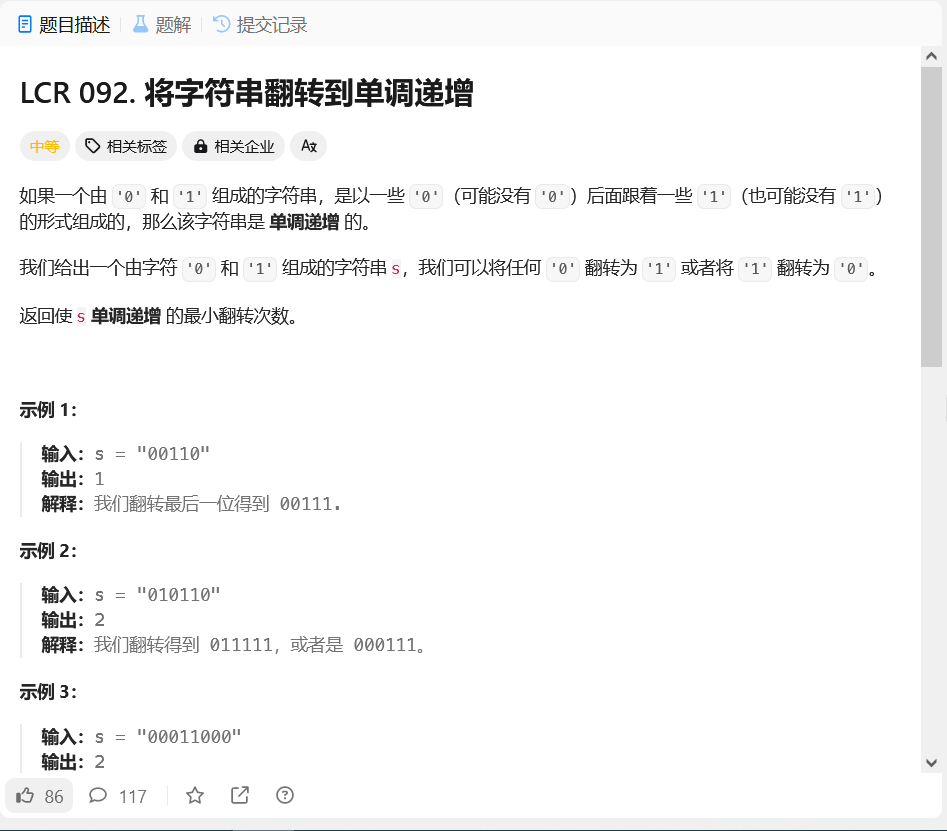 题目描述 题解 提交记录
LCR 092. 将字符串翻转到单调递增
中等 相关标签 相关企业
如果一个由 '0' 和 '1' 组成的字符串，是以一些 '0'（可能没有 '0'）后面跟着一些 '1'（也可能没有 '1'）
的形式组成的，那么该字符串是 单调递增 的。
我们给出一个由字符 '0' 和 '1' 组成的字符串 s，我们可以将任何 '0' 翻转为 '1' 或者将 '1' 翻转为 '0'。
返回使 s 单调递增 的最小翻转次数。
示例 1：
输入：s = "00110"
输出：1
解释：我们翻转最后一位得到 00111.
示例 2：
输入：s = "010110"
输出：2
解释：我们翻转得到 011111，或者是 000111。
示例 3：
输入：s = "00011000"
输出：2
86 117